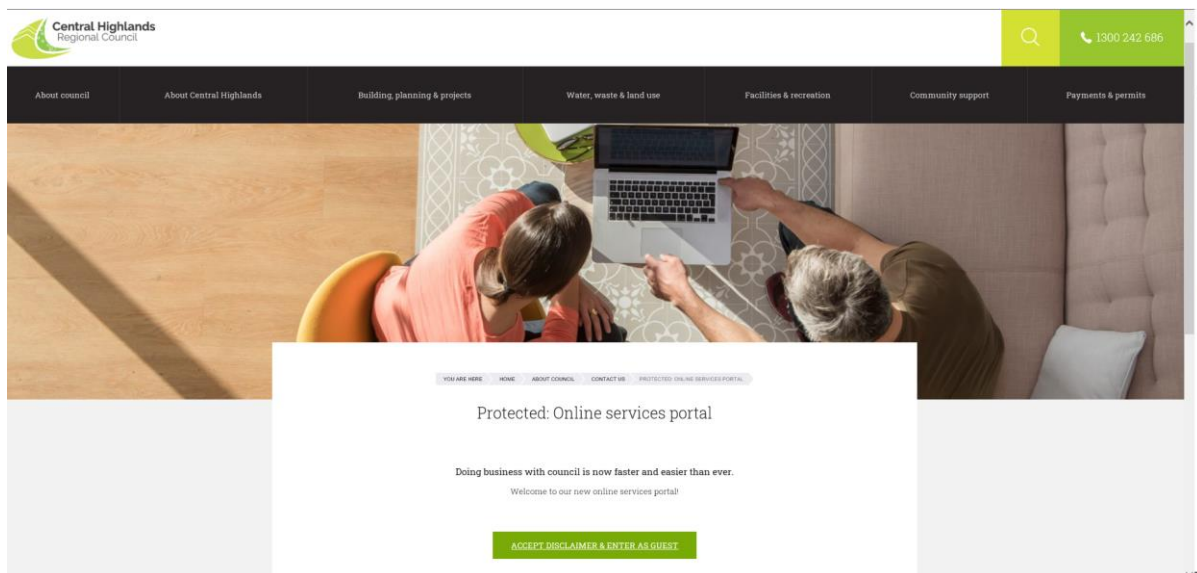 Central Highlands
Regional Council
1300 242 686
About council
About Central Highlands
Building, planning & projects
Water, waste & land use
Facilities & recreation
Community support
Payments & permits
YOU ARE HERE HOME ABOUT COUNCIL CONTACT US PROTECTED: ONLINE SERVICES PORTAL
Protected: Online services portal
Doing business with council is now faster and easier than ever.
Welcome to our new online services portal!
ACCEPT DISCLAIMER & ENTER AS GUEST